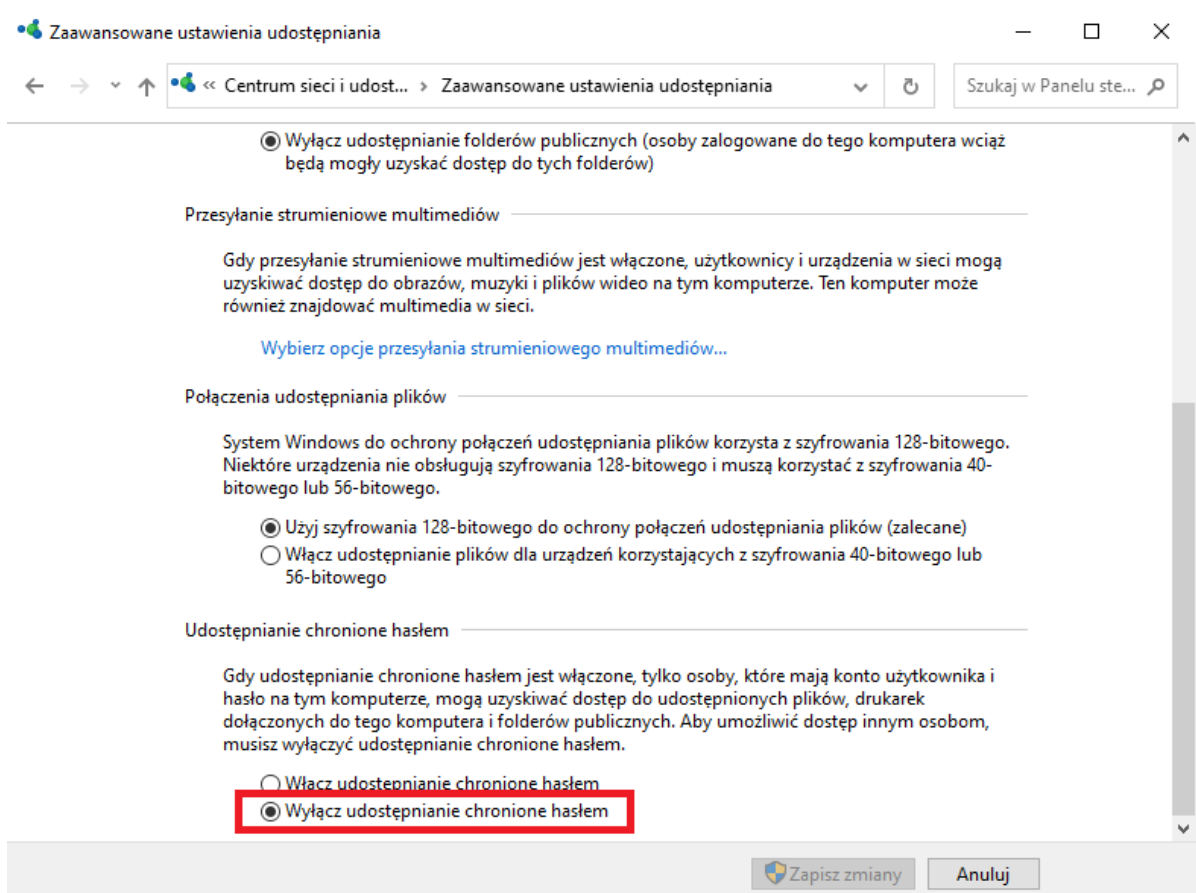 Zaawansowane ustawienia udostępniania
« Centrum sieci i udost... › Zaawansowane ustawienia udostępniania
Szukaj w Panelu ste...
Wyłącz udostępnianie folderów publicznych (osoby zalogowane do tego komputera wciąż
będą mogły uzyskać dostęp do tych folderów)
Przesyłanie strumieniowe multimediów
Gdy przesyłanie strumieniowe multimediów jest włączone, użytkownicy i urządzenia w sieci mogą
uzyskiwać dostęp do obrazów, muzyki i plików wideo na tym komputerze. Ten komputer może
również znajdować multimedia w sieci.
Wybierz opcje przesyłania strumieniowego multimediów...
Połączenia udostępniania plików
System Windows do ochrony połączeń udostępniania plików korzysta z szyfrowania 128-bitowego.
Niektóre urządzenia nie obsługują szyfrowania 128-bitowego i muszą korzystać z szyfrowania 40-
bitowego lub 56-bitowego.
Użyj szyfrowania 128-bitowego do ochrony połączeń udostępniania plików (zalecane)
Włącz udostępnianie plików dla urządzeń korzystających z szyfrowania 40-bitowego lub
56-bitowego
Udostępnianie chronione hasłem
Gdy udostępnianie chronione hasłem jest włączone, tylko osoby, które mają konto użytkownika i
hasło na tym komputerze, mogą uzyskiwać dostęp do udostępnionych plików, drukarek
dołączonych do tego komputera i folderów publicznych. Aby umożliwić dostęp innym osobom,
musisz wyłączyć udostępnianie chronione hasłem.
Włącz udostępnianie chronione hasłem
Wyłącz udostępnianie chronione hasłem
Zapisz zmiany
Anuluj